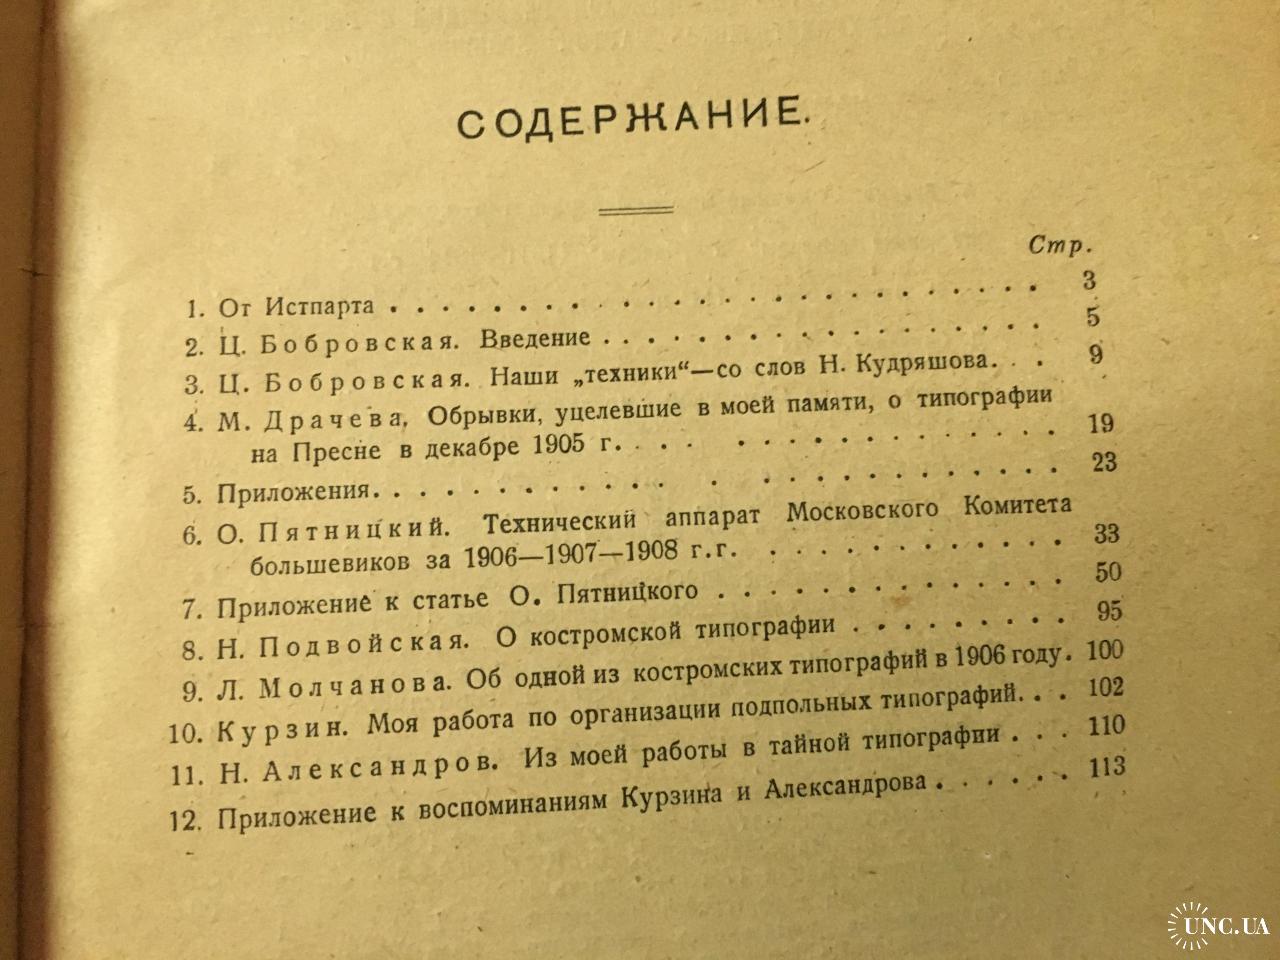 СОДЕРЖАНИЕ.
Стр.
1. От Истпарта . . . . . . . . . . . . . . . . . . . . . . . . . 3
2. Ц. Бобровская. Введение . . . . . . . . . . . . . . . . . 5
3. Ц. Бобровская. Наши „техники“—со слов Н. Кудряшова. . . 9
4. М. Драчева. Обрывки, уцелевшие в моей памяти, о типографии
на Пресне в декабре 1905 г. . . . . . . . . . . . . . . . 19
5. Приложения. . . . . . . . . . . . . . . . . . . . . . . . . 23
6. О. Пятницкий. Технический аппарат Московского Комитета
большевиков за 1906—1907—1908 г.г. . . . . . . . . . . . 33
7. Приложение к статье О. Пятницкого . . . . . . . . . . . . . 50
8. Н. Подвойская. О костромской типографии . . . . . . . . . 95
9. Л. Молчанова. Об одной из костромских типографий в 1906 году. 100
10. Курзин. Моя работа по организации подпольных типографий. . . 102
11. Н. Александров. Из моей работы в тайной типографии . . . 110
12. Приложение к воспоминаниям Курзина и Александрова . . . . . . 113
UNC.UA